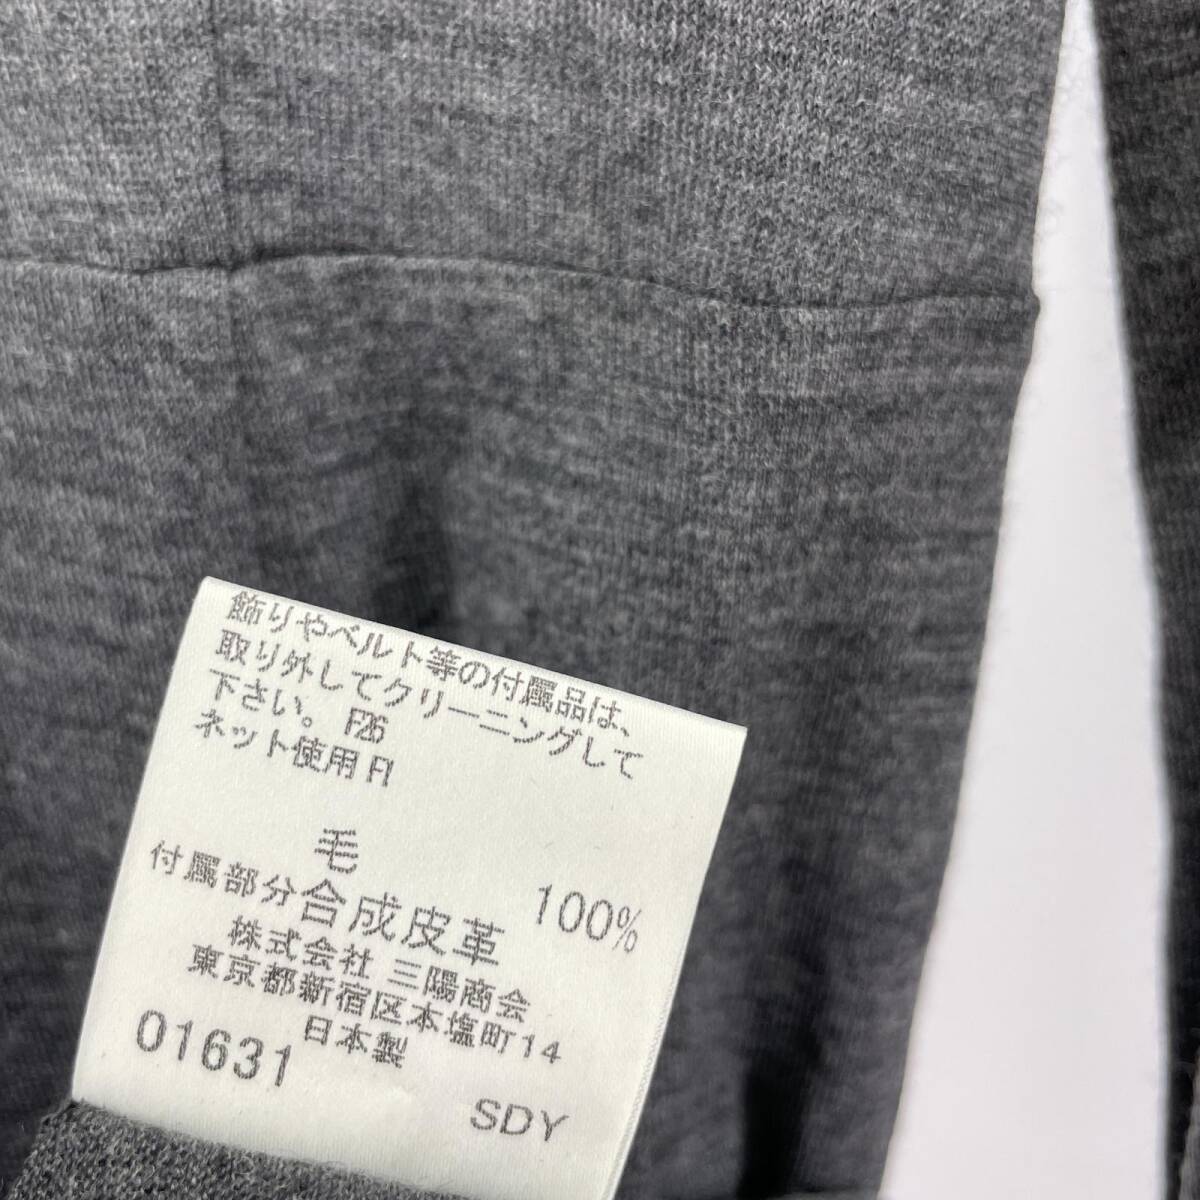 飾りやベルト等の付属品は、
取り外してクリーニングして
下さい。 F26
ネット使用 FI
毛 100%
付属部分合成皮革
株式会社 三陽商会
東京都新宿区本塩町14
日本製
01631
SDY